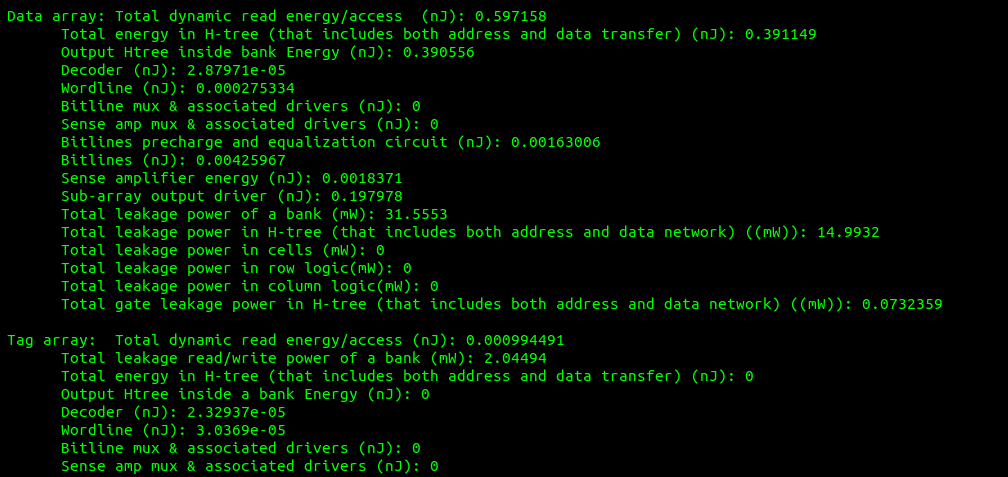 Data array: Total dynamic read energy/access  (nJ): 0.597158
Total energy in H-tree (that includes both address and data transfer) (nJ): 0.391149
Output Htree inside bank Energy (nJ): 0.390556
Decoder (nJ): 2.87971e-05
Wordline (nJ): 0.000275334
Bitline mux & associated drivers (nJ): 0
Sense amp mux & associated drivers (nJ): 0
Bitlines precharge and equalization circuit (nJ): 0.00163006
Bitlines (nJ): 0.00425967
Sense amplifier energy (nJ): 0.0018371
Sub-array output driver (nJ): 0.197978
Total leakage power of a bank (mW): 31.5553
Total leakage power in H-tree (that includes both address and data network) ((mW)): 14.9932
Total leakage power in cells (mW): 0
Total leakage power in row logic(mW): 0
Total leakage power in column logic(mW): 0
Total gate leakage power in H-tree (that includes both address and data network) ((mW)): 0.0732359
Tag array:  Total dynamic read energy/access (nJ): 0.000994491
Total leakage read/write power of a bank (mW): 2.04494
Total energy in H-tree (that includes both address and data transfer) (nJ): 0
Output Htree inside a bank Energy (nJ): 0
Decoder (nJ): 2.32937e-05
Wordline (nJ): 3.0369e-05
Bitline mux & associated drivers (nJ): 0
Sense amp mux & associated drivers (nJ): 0